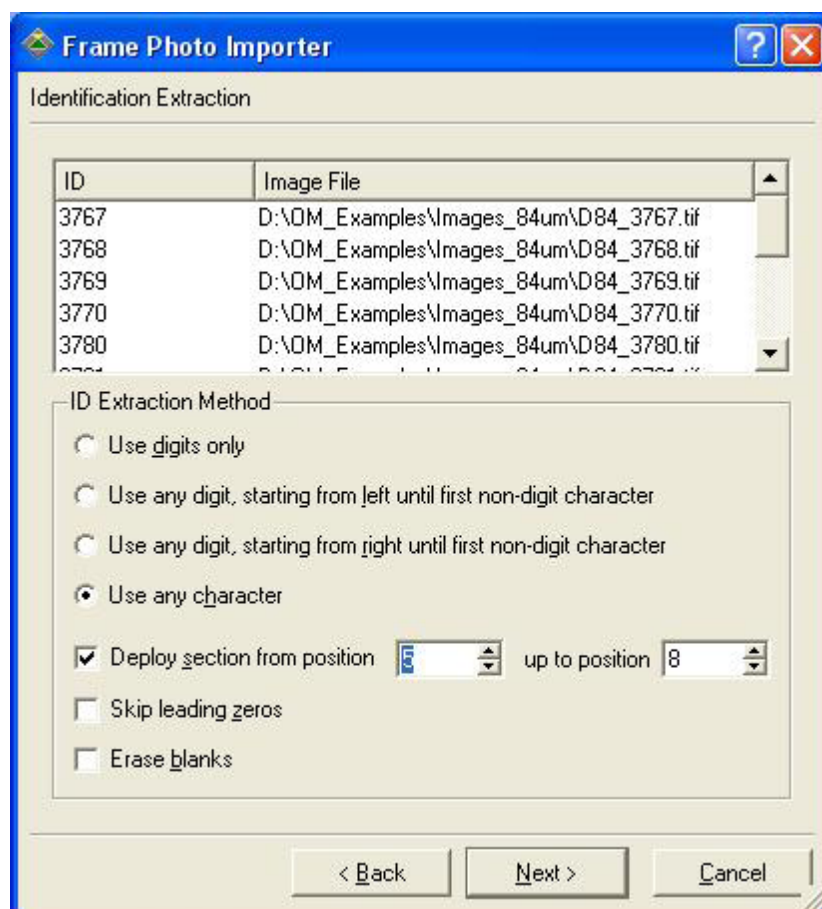 Frame Photo Importer
Identification Extraction
ID Image File
3767 D:\OM_Examples\Images_84um\D84_3767.tif
3768 D:\OM_Examples\Images_84um\D84_3768.tif
3769 D:\OM_Examples\Images_84um\D84_3769.tif
3770 D:\OM_Examples\Images_84um\D84_3770.tif
3780 D:\OM_Examples\Images_84um\D84_3780.tif
ID Extraction Method
Use digits only
Use any digit, starting from left until first non-digit character
Use any digit, starting from right until first non-digit character
Use any character
Deploy section from position 5 up to position 8
Skip leading zeros
Erase blanks
< Back Next > Cancel